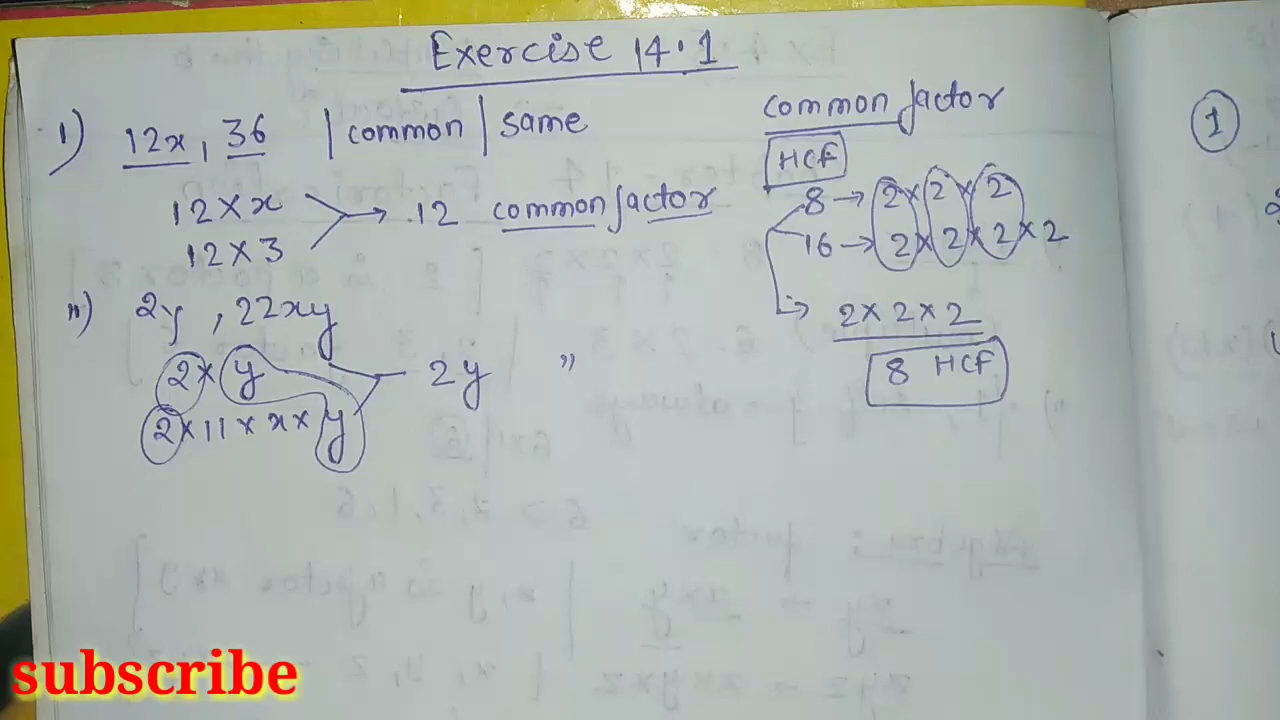 Exercise 14.1
1) 12x, 36 | common | same
12 × x
12 × 3
→ 12 common factor
ii) 2y, 22xy
2 × y
2 × 11 × x × y
2y "
common factor
HCF
8 → 2 × 2 × 2
16 → 2 × 2 × 2 × 2
→ 2 × 2 × 2
8 HCF
1
subscribe